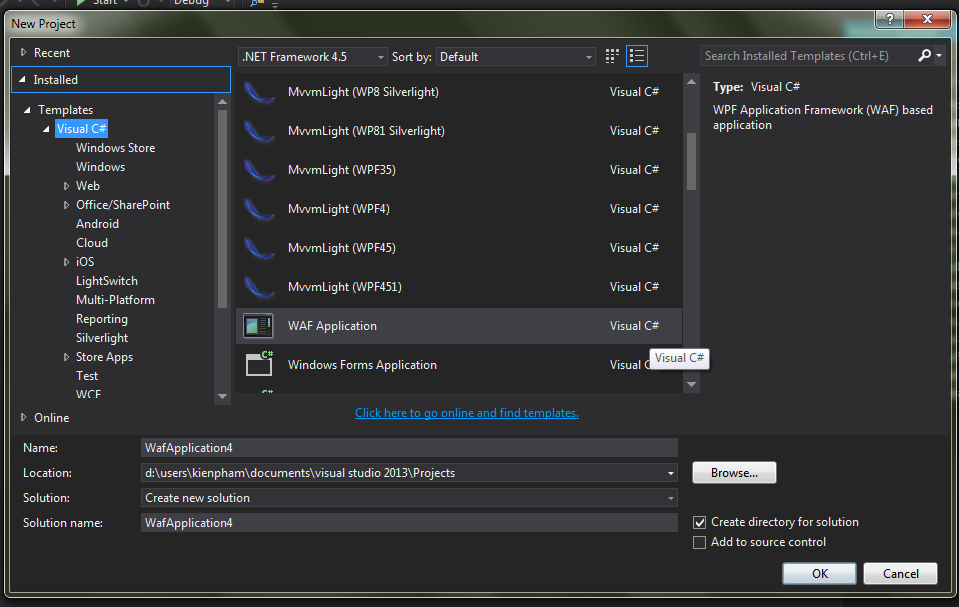 Start
Debug
New Project
Recent
Installed
.NET Framework 4.5
Sort by:
Default
Search Installed Templates (Ctrl+E)
Templates
Visual C#
Windows Store
Windows
Web
Office/SharePoint
Android
Cloud
iOS
LightSwitch
Multi-Platform
Reporting
Silverlight
Store Apps
Test
WCF
Online
MvvmLight (WP8 Silverlight) Visual C#
MvvmLight (WP81 Silverlight) Visual C#
MvvmLight (WPF35) Visual C#
MvvmLight (WPF4) Visual C#
MvvmLight (WPF45) Visual C#
MvvmLight (WPF451) Visual C#
WAF Application Visual C#
C#
Windows Forms Application Visual C
Visual C#
C#
Click here to go online and find templates.
Type: Visual C#
WPF Application Framework (WAF) based
application
Name: WafApplication4
Location: d:\users\kienpham\documents\visual studio 2013\Projects
Browse...
Solution: Create new solution
Solution name: WafApplication4
Create directory for solution
Add to source control
OK
Cancel